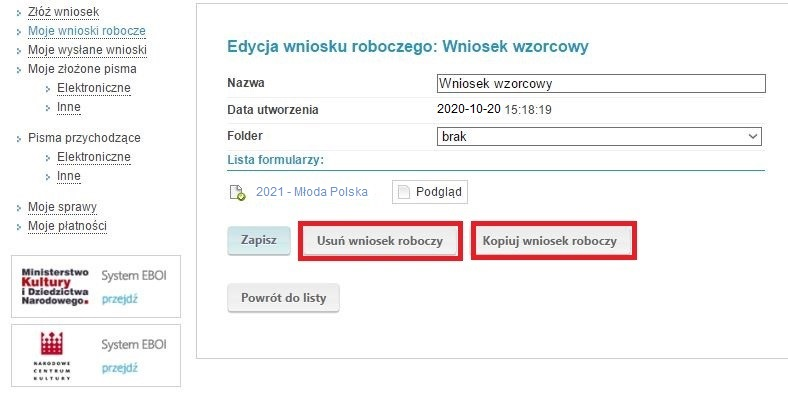 Złóż wniosek
Moje wnioski robocze
Moje wysłane wnioski
Moje złożone pisma
Elektroniczne
Inne
Pisma przychodzące
Elektroniczne
Inne
Moje sprawy
Moje płatności
Ministerstwo
Kultury
i Dziedzictwa
Narodowego.
System EBOI
przejdź
NARODOWE
CENTRUM
KULTURY
System EBOI
przejdź
Edycja wniosku roboczego: Wniosek wzorcowy
Nazwa Wniosek wzorcowy
Data utworzenia 2020-10-20 15:18:19
Folder brak
Lista formularzy:
2021 - Młoda Polska Podgląd
Zapisz Usuń wniosek roboczy Kopiuj wniosek roboczy
Powrót do listy